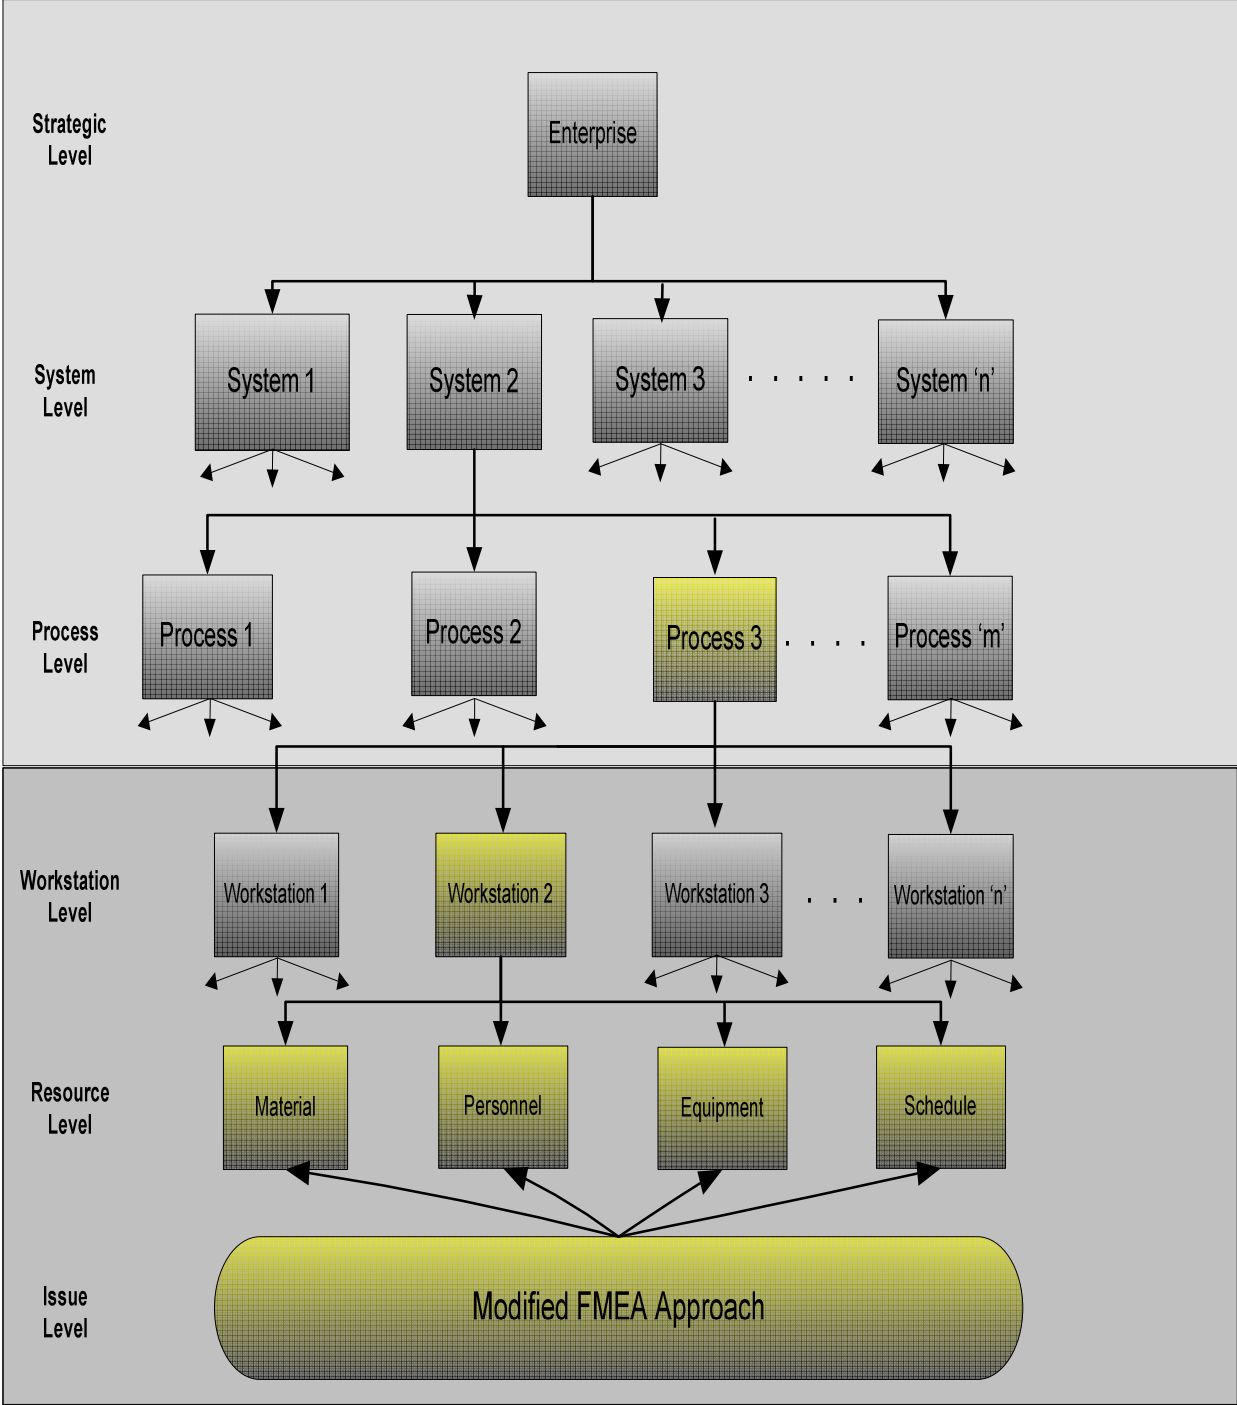 Strategic
Level
Enterprise
System
Level
System 1
System 2
System 3
. . . . .
System ‘n’
Process
Level
Process 1
Process 2
Process 3
. . . .
Process ‘m’
Workstation
Level
Workstation 1
Workstation 2
Workstation 3
. . .
Workstation ‘n’
Resource
Level
Material
Personnel
Equipment
Schedule
Issue
Level
Modified FMEA Approach